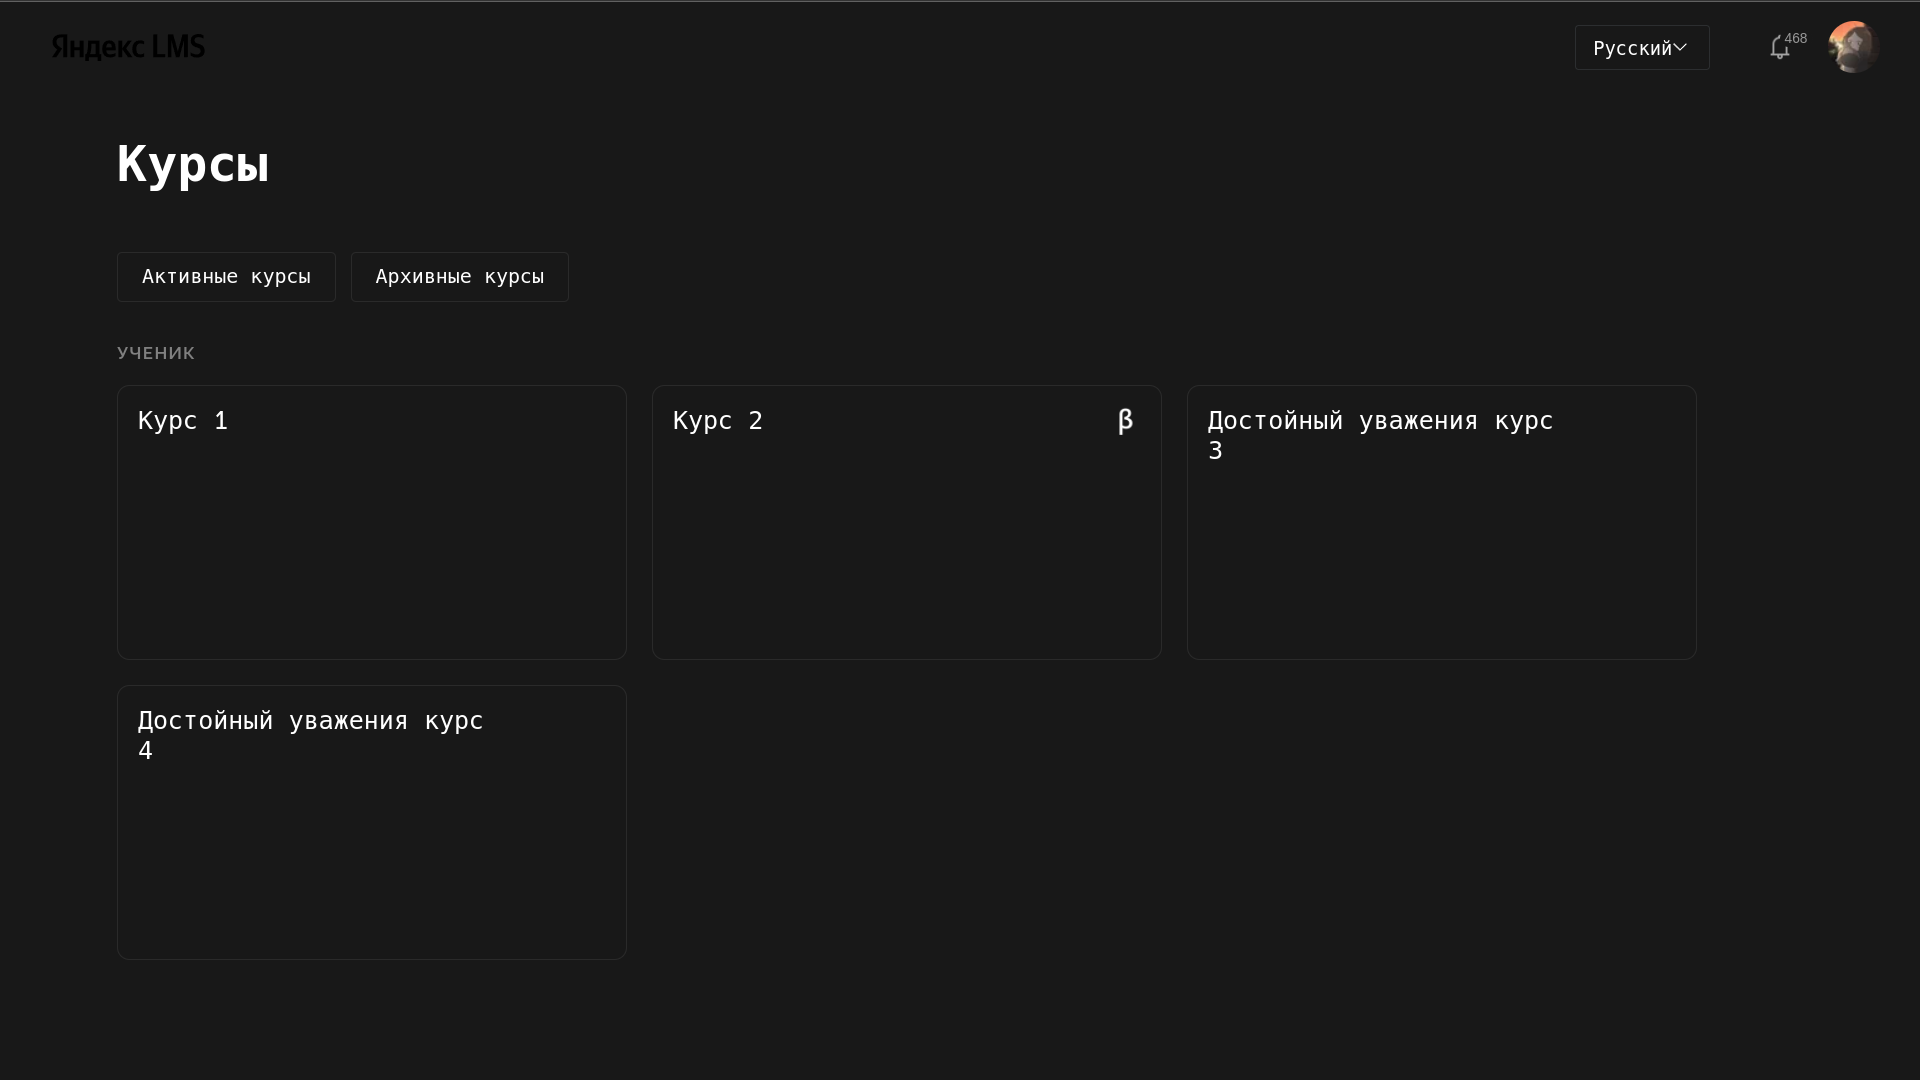 Яндекс LMS
Русский
468
Курсы
Активные курсы
Архивные курсы
УЧЕНИК
Курс 1
Курс 2
β
Достойный уважения курс
3
Достойный уважения курс
4